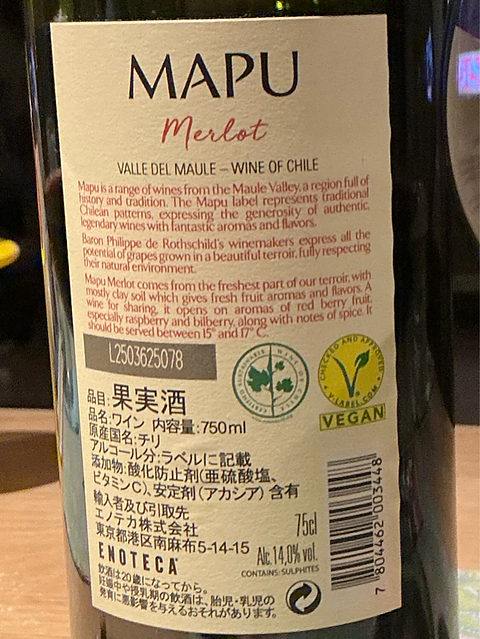 MAPU
Merlot
VALLE DEL MAULE – WINE OF CHILE
Mapu is a range of wines from the Maule Valley, a region full of
history and tradition. The Mapu label represents traditional
Chilean patterns, expressing the generosity of authentic,
legendary wines with fantastic aromas and flavors.
Baron Philippe de Rothschild's winemakers express all the
potential of grapes grown in a beautiful terroir, fully respecting
their natural environment.
Mapu Merlot comes from the freshest part of our terroir, with
mostly clay soil which gives fresh fruit aromas and flavors. A
wine for sharing, it opens on aromas of red berry fruit,
especially raspberry and bilberry, along with notes of spice. It
should be served between 15° and 17° C.
L2503625078
CERTIFIED SUSTAINABLE WINE OF CHILE
CHECKED AND APPROVED
V-LABEL.COM
VEGAN
品目:果実酒
品名:ワイン 内容量:750ml
原産国名:チリ
アルコール分:ラベルに記載
添加物:酸化防止剤(亜硫酸塩、
ビタミンC)、安定剤(アカシア)含有
輸入者及び引取先
エノテカ株式会社
東京都港区南麻布5-14-15
ENOTECA
飲酒は20歳になってから。
妊娠中や授乳期の飲酒は、胎児・乳児の
発育に悪影響を与えるおそれがあります。
75cl
Alc.14,0% vol.
CONTAINS: SULPHITES
7 804462 003448